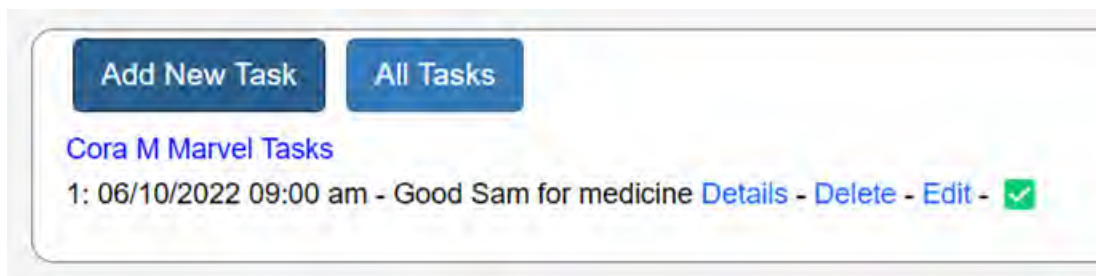 Add New Task All Tasks
Cora M Marvel Tasks
1: 06/10/2022 09:00 am - Good Sam for medicine Details - Delete - Edit - ✅